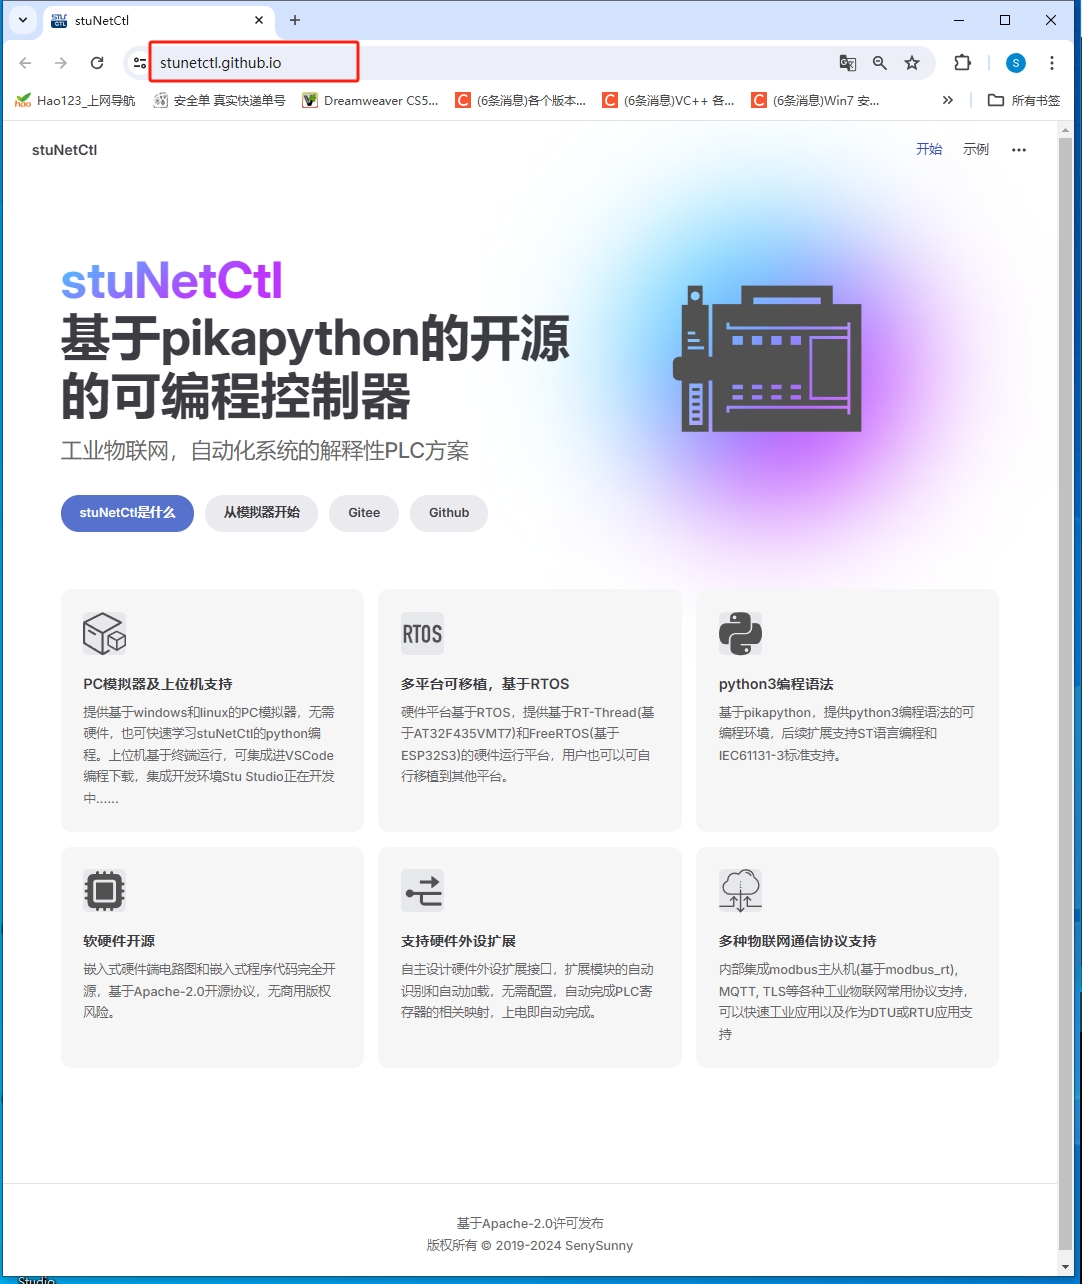 stuNetCtl
stunetctl.github.io
S
Hao123_上网导航
安全单 真实快递单号
Dreamweaver CS5...
(6条消息)各个版本...
(6条消息)VC++ 各...
(6条消息)Win7 安...
所有书签
stuNetCtl
开始
示例
stuNetCtl
基于pikapython的开源
的可编程控制器
工业物联网，自动化系统的解释性PLC方案
stuNetCtl是什么
从模拟器开始
Gitee
Github
PC模拟器及上位机支持
提供基于windows和linux的PC模拟器，无需
硬件，也可快速学习stuNetCtl的python编
程。上位机基于终端运行，可集成进VSCode
编程下载，集成开发环境Stu Studio正在开发
中......
RTOS
多平台可移植，基于RTOS
硬件平台基于RTOS，提供基于RT-Thread(基
于AT32F435VMT7)和FreeRTOS(基于
ESP32S3)的硬件运行平台，用户也可以可自
行移植到其他平台。
python3编程语法
基于pikapython，提供python3编程语法的可
编程环境，后续扩展支持ST语言编程和
IEC61131-3标准支持。
软硬件开源
嵌入式硬件端电路图和嵌入式程序代码完全开
源，基于Apache-2.0开源协议，无商用版权
风险。
支持硬件外设扩展
自主设计硬件外设扩展接口，扩展模块的自动
识别和自动加载，无需配置，自动完成PLC寄
存器的相关映射，上电即自动完成。
多种物联网通信协议支持
内部集成modbus主从机(基于modbus_rt),
MQTT, TLS等各种工业物联网常用协议支持，
可以快速工业应用以及作为DTU或RTU应用支
持
基于Apache-2.0许可发布
版权所有 © 2019-2024 SenySunny
Studio